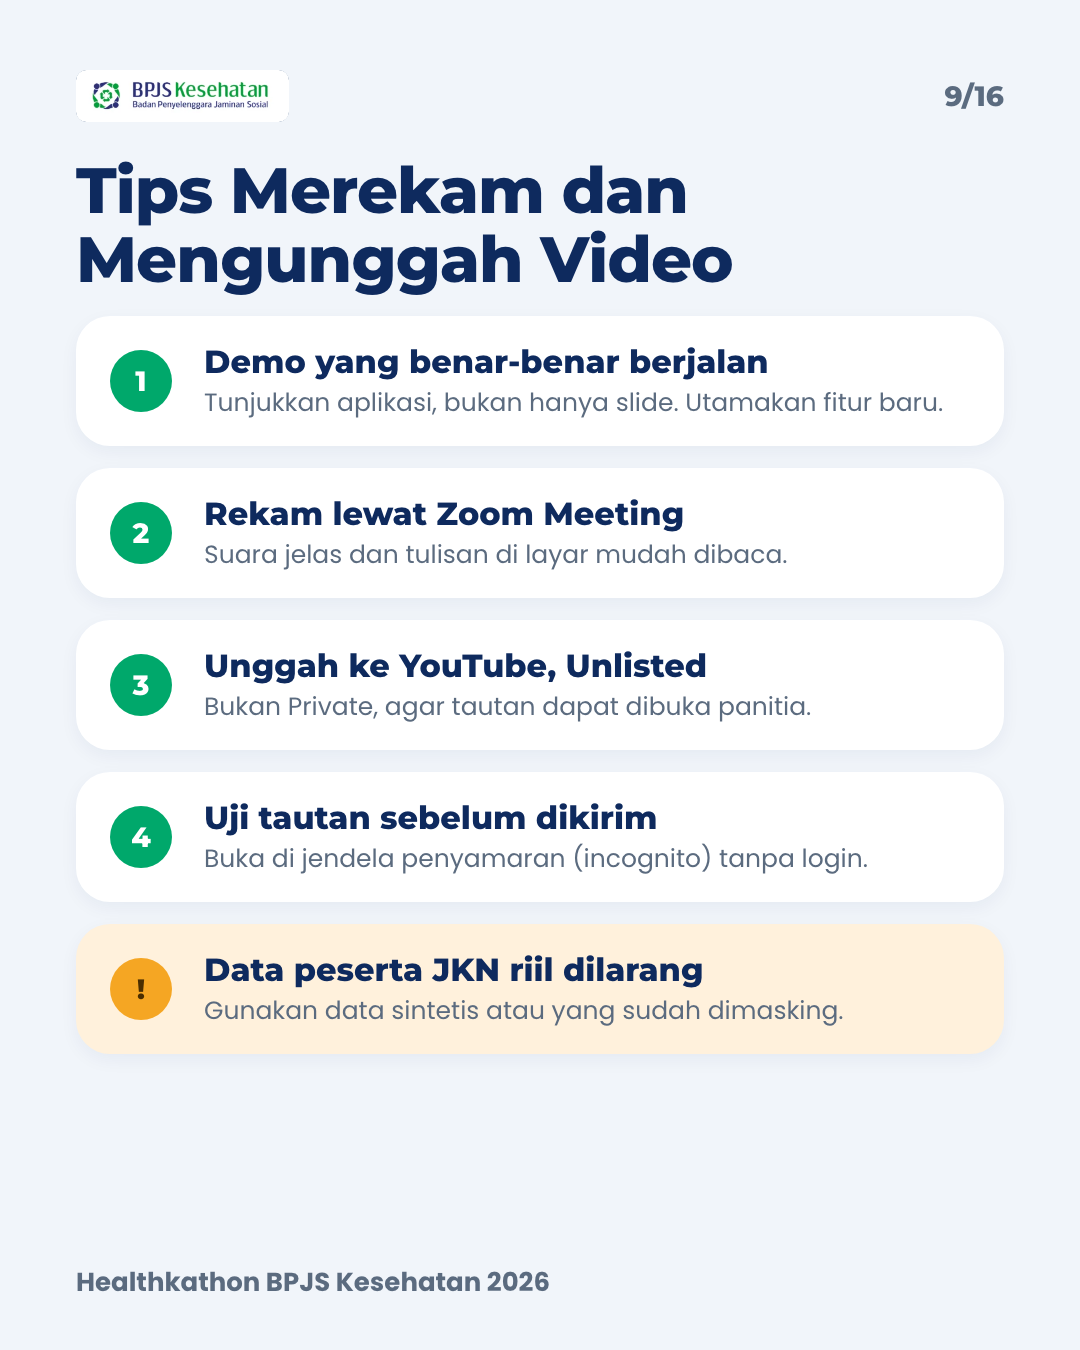 BPJS Kesehatan
Badan Penyelenggara Jaminan Sosial
9/16
Tips Merekam dan
Mengunggah Video
1
Demo yang benar-benar berjalan
Tunjukkan aplikasi, bukan hanya slide. Utamakan fitur baru.
2
Rekam lewat Zoom Meeting
Suara jelas dan tulisan di layar mudah dibaca.
3
Unggah ke YouTube, Unlisted
Bukan Private, agar tautan dapat dibuka panitia.
4
Uji tautan sebelum dikirim
Buka di jendela penyamaran (incognito) tanpa login.
!
Data peserta JKN riil dilarang
Gunakan data sintetis atau yang sudah dimasking.
Healthkathon BPJS Kesehatan 2026